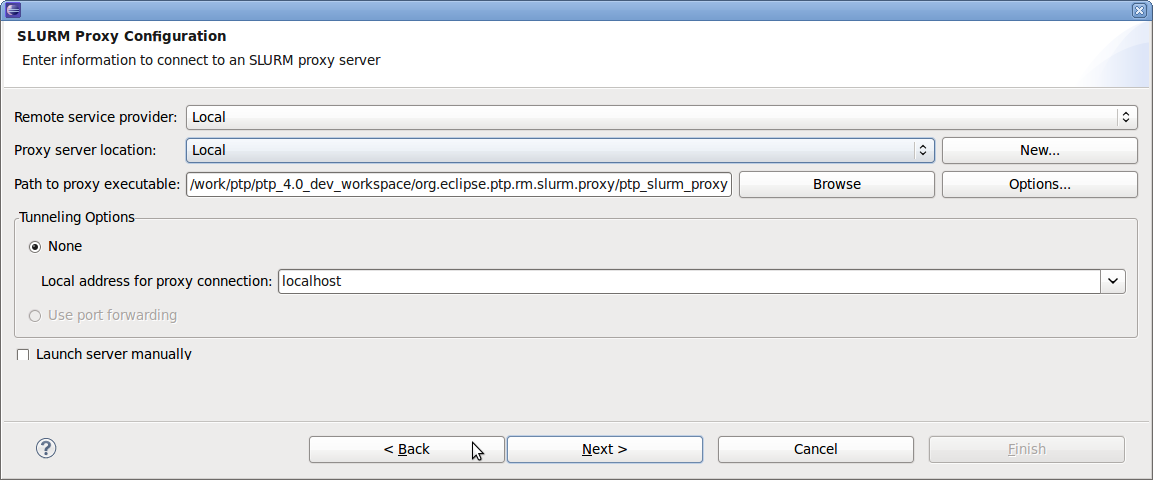 SLURM Proxy Configuration
Enter information to connect to an SLURM proxy server
Remote service provider: Local
Proxy server location: Local New...
Path to proxy executable: /work/ptp/ptp_4.0_dev_workspace/org.eclipse.ptp.rm.slurm.proxy/ptp_slurm_proxy Browse Options...
Tunneling Options
None
Local address for proxy connection: localhost
Use port forwarding
Launch server manually
? < Back Next > Cancel Finish